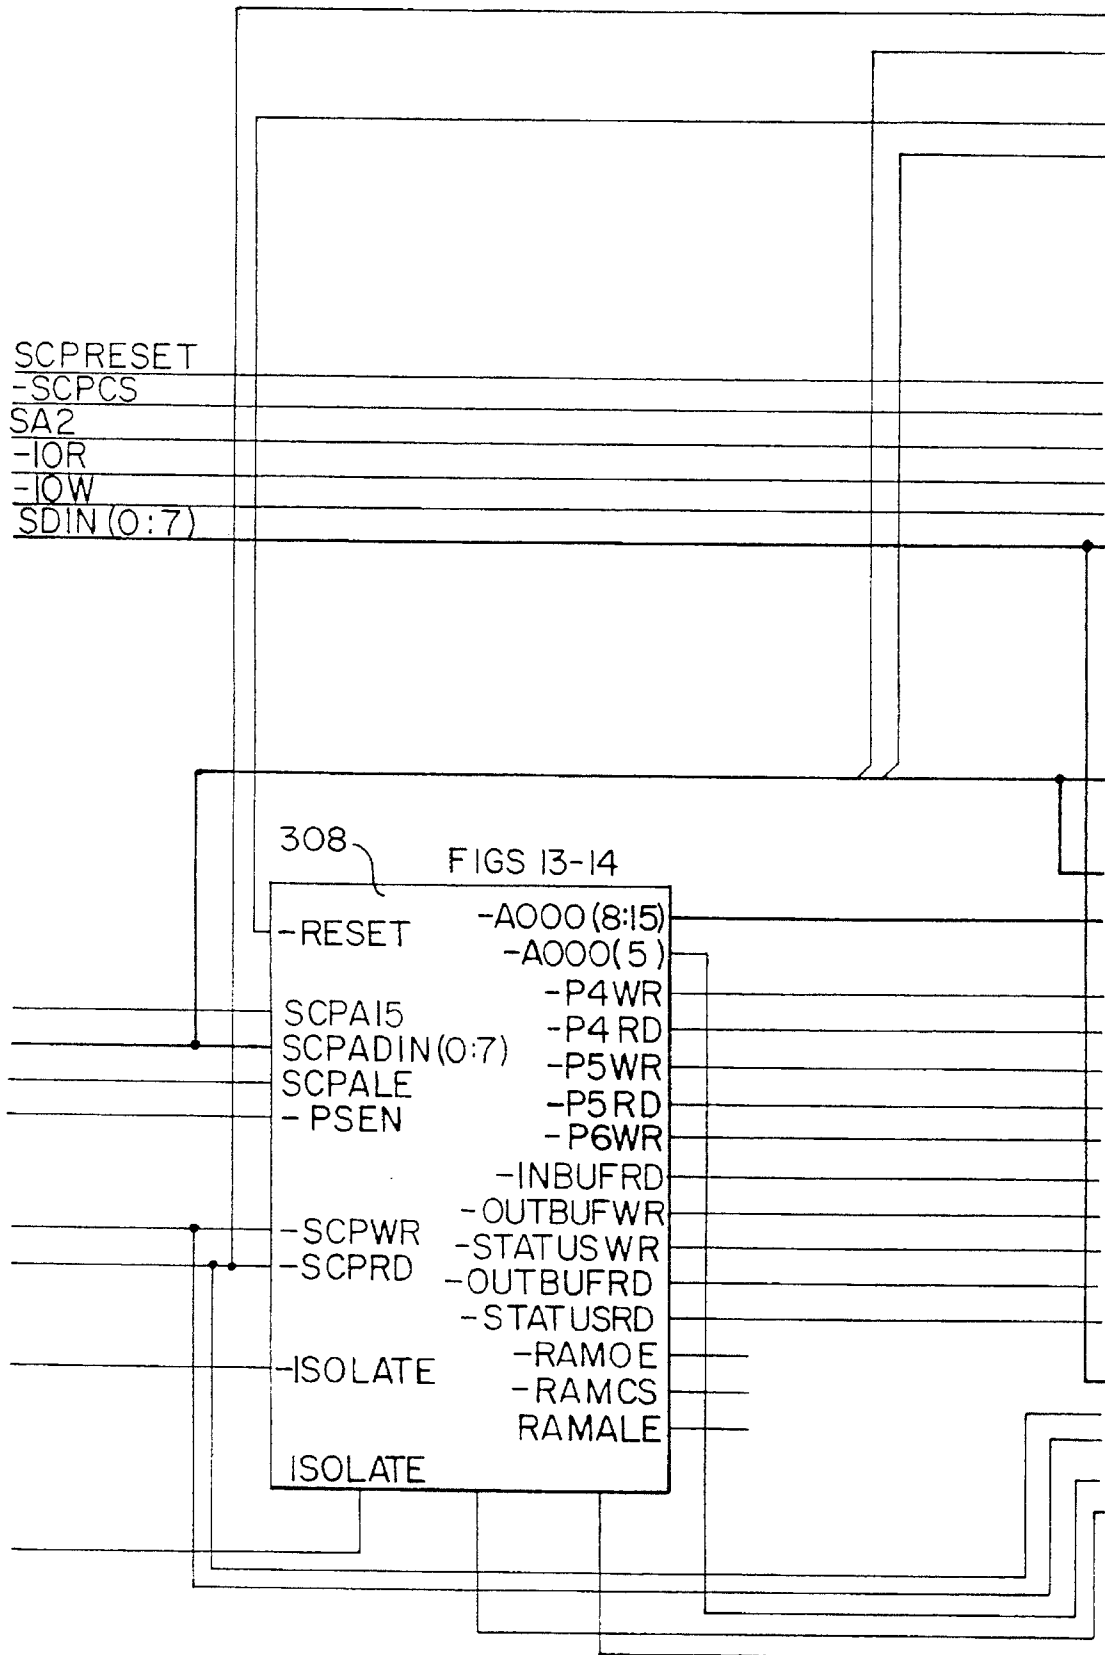 SCPRESET
-SCPCS
SA2
-IOR
-IOW
SDIN (0:7)
308
FIGS 13-14
-RESET
SCPA15
SCPADIN(0:7)
SCPALE
-PSEN
-SCPWR
-SCPRD
-ISOLATE
ISOLATE
-A000(8:15)
-A000(5)
-P4WR
-P4RD
-P5WR
-P5RD
-P6WR
-INBUFRD
-OUTBUFWR
-STATUSWR
-OUTBUFRD
-STATUSRD
-RAMOE
-RAMCS
RAMALE